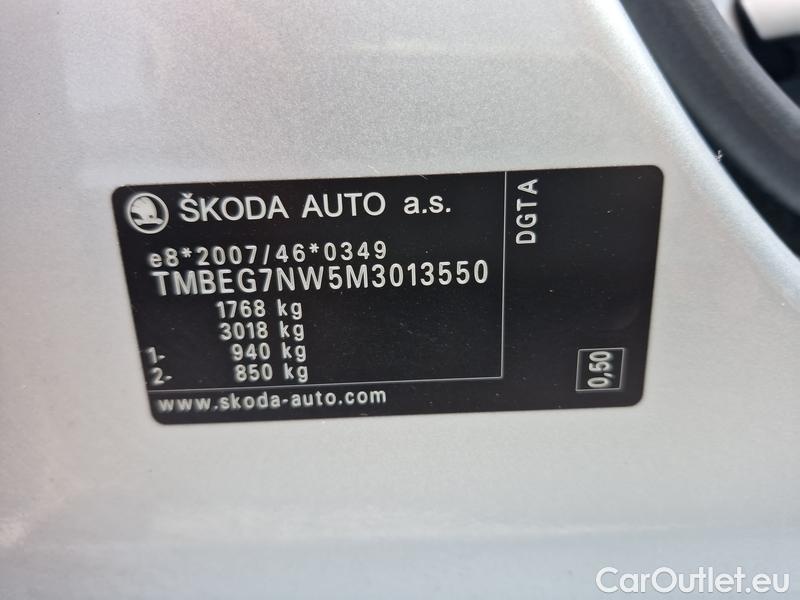 ŠKODA AUTO a.s.
e8*2007/46*0349
TMBEG7NW5M3013550
1768 kg
3018 kg
1- 940 kg
2- 850 kg
www.skoda-auto.com
DGTA
0,50
CarOutlet.eu